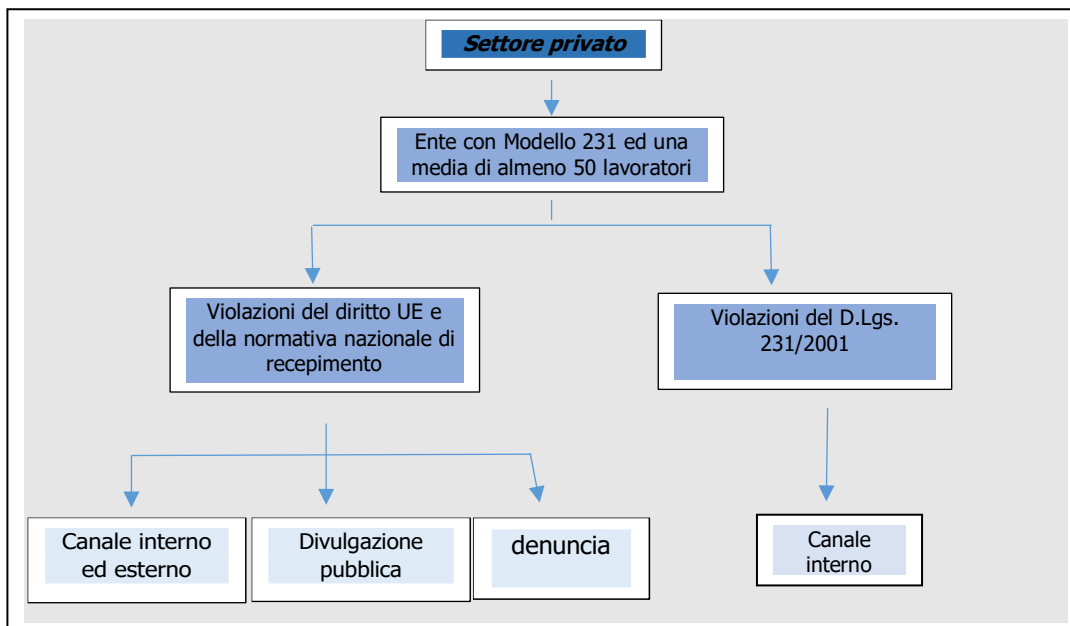 Settore privato
Ente con Modello 231 ed una
media di almeno 50 lavoratori
Violazioni del diritto UE e
della normativa nazionale di
recepimento
Violazioni del D.Lgs.
231/2001
Canale interno
ed esterno
Divulgazione
pubblica
denuncia
Canale
interno